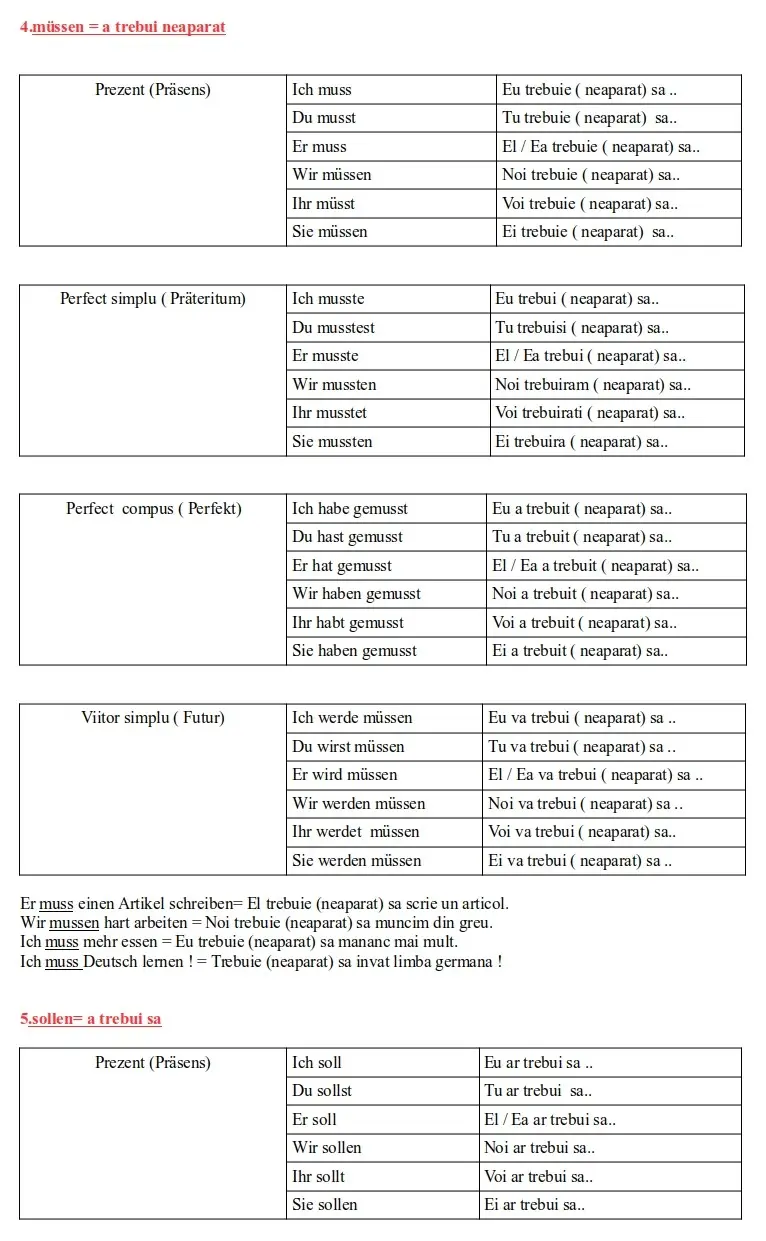 4.müssen = a trebui neaparat
Prezent (Präsens) Ich muss Eu trebuie ( neaparat) sa ..
Du musst Tu trebuie ( neaparat) sa..
Er muss El / Ea trebuie ( neaparat) sa..
Wir müssen Noi trebuie ( neaparat) sa..
Ihr müsst Voi trebuie ( neaparat) sa..
Sie müssen Ei trebuie ( neaparat) sa..
Perfect simplu ( Präteritum) Ich musste Eu trebui ( neaparat) sa..
Du musstest Tu trebuisi ( neaparat) sa..
Er musste El / Ea trebui ( neaparat) sa..
Wir mussten Noi trebuiram ( neaparat) sa..
Ihr musstet Voi trebuirati ( neaparat) sa..
Sie mussten Ei trebuira ( neaparat) sa..
Perfect compus ( Perfekt) Ich habe gemusst Eu a trebuit ( neaparat) sa..
Du hast gemusst Tu a trebuit ( neaparat) sa..
Er hat gemusst El / Ea a trebuit ( neaparat) sa..
Wir haben gemusst Noi a trebuit ( neaparat) sa..
Ihr habt gemusst Voi a trebuit ( neaparat) sa..
Sie haben gemusst Ei a trebuit ( neaparat) sa..
Viitor simplu ( Futur) Ich werde müssen Eu va trebui ( neaparat) sa ..
Du wirst müssen Tu va trebui ( neaparat) sa ..
Er wird müssen El / Ea va trebui ( neaparat) sa ..
Wir werden müssen Noi va trebui ( neaparat) sa ..
Ihr werdet müssen Voi va trebui ( neaparat) sa..
Sie werden müssen Ei va trebui ( neaparat) sa ..
Er muss einen Artikel schreiben= El trebuie (neaparat) sa scrie un articol.
Wir mussen hart arbeiten = Noi trebuie (neaparat) sa muncim din greu.
Ich muss mehr essen = Eu trebuie (neaparat) sa mananc mai mult.
Ich muss Deutsch lernen ! = Trebuie (neaparat) sa invat limba germana !
5.sollen= a trebui sa
Prezent (Präsens) Ich soll Eu ar trebui sa ..
Du sollst Tu ar trebui sa..
Er soll El / Ea ar trebui sa..
Wir sollen Noi ar trebui sa..
Ihr sollt Voi ar trebui sa..
Sie sollen Ei ar trebui sa..